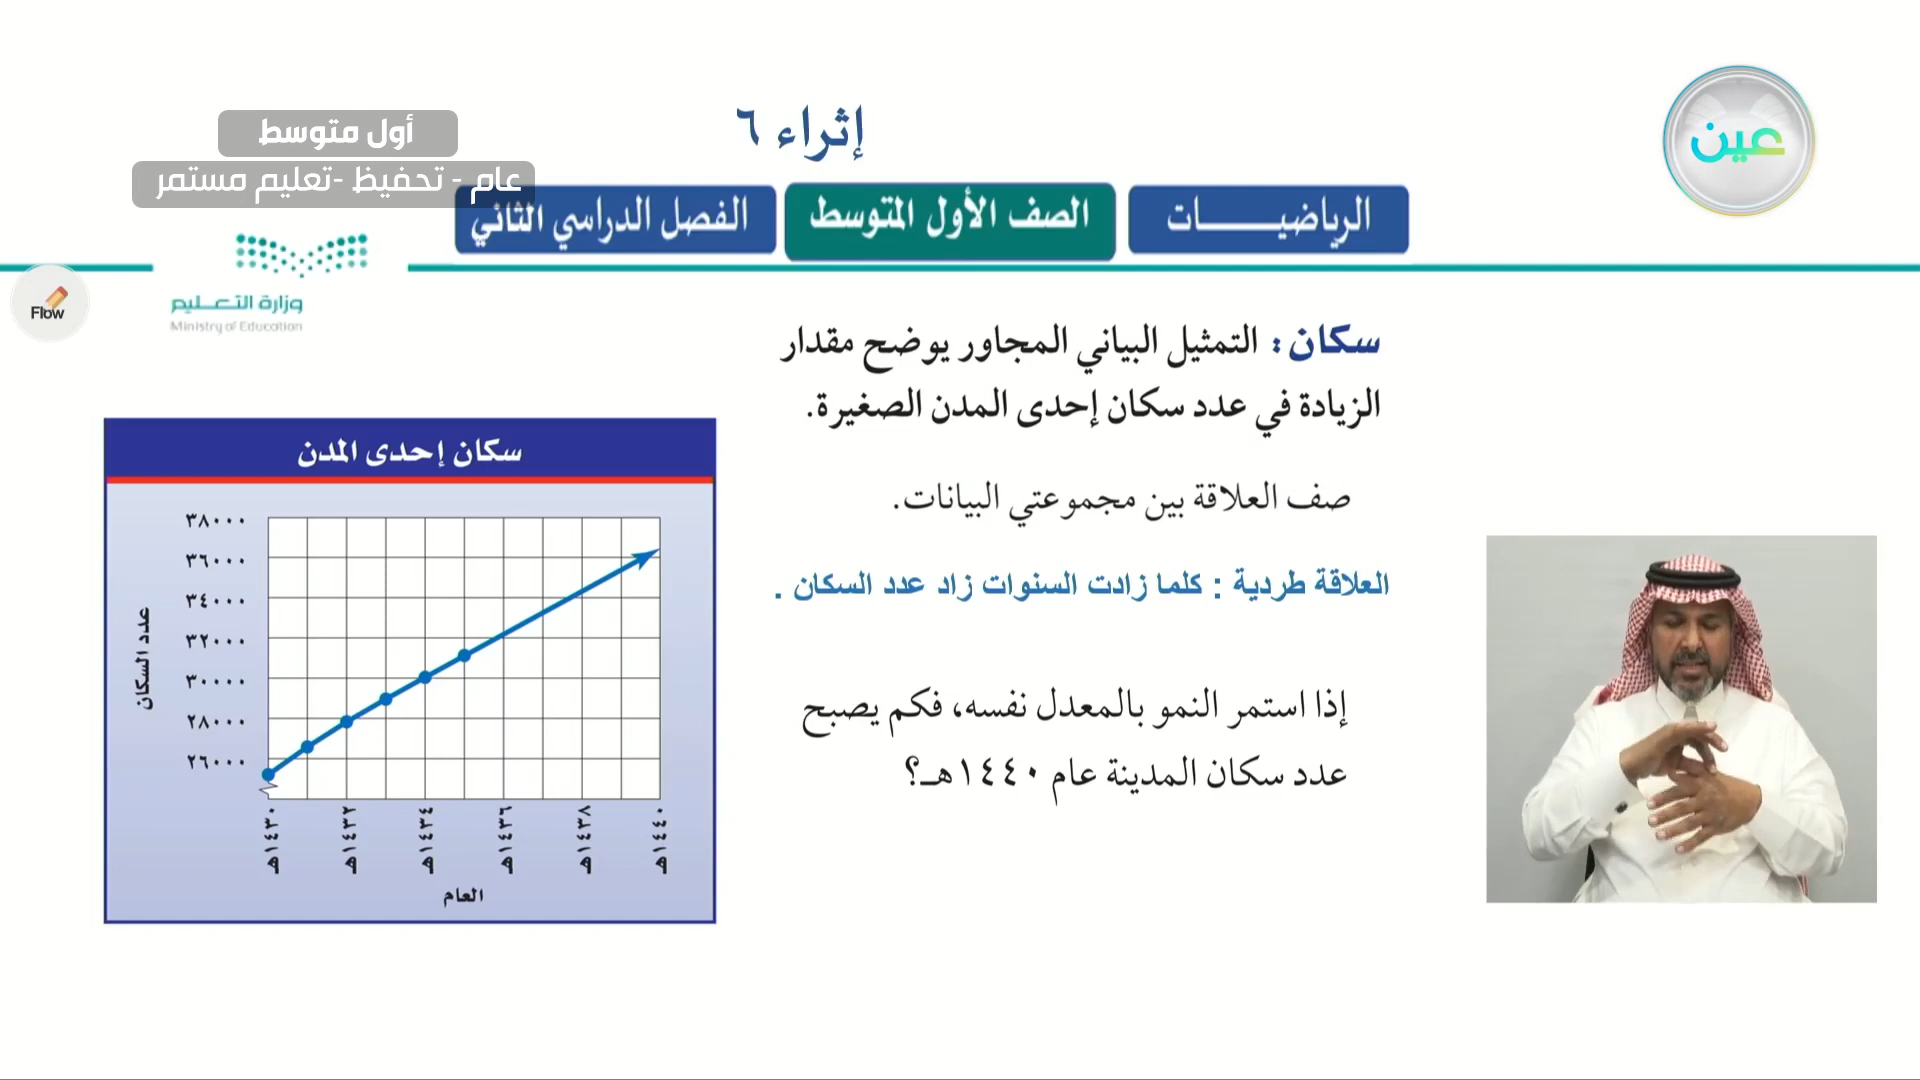 إثراء ٦
عين
أول متوسط
عام - تحفيظ -تعليم مستمر
الرياضيـــــــات
الصف الأول المتوسط
الفصل الدراسي الثاني
وزارة التعـــليم
Ministry of Education
Flow
سكان: التمثيل البياني المجاور يوضح مقدار
الزيادة في عدد سكان إحدى المدن الصغيرة.
صف العلاقة بين مجموعتي البيانات.
العلاقة طردية : كلما زادت السنوات زاد عدد السكان .
إذا استمر النمو بالمعدل نفسه، فكم يصبح
عدد سكان المدينة عام ١٤٤٠هـ؟
سكان إحدى المدن
عدد السكان
٣٨٠٠٠
٣٦٠٠٠
٣٤٠٠٠
٣٢٠٠٠
٣٠٠٠٠
٢٨٠٠٠
٢٦٠٠٠
١٤٣٠هـ
١٤٣٢هـ
١٤٣٤هـ
١٤٣٦هـ
١٤٣٨هـ
١٤٤٠هـ
العام